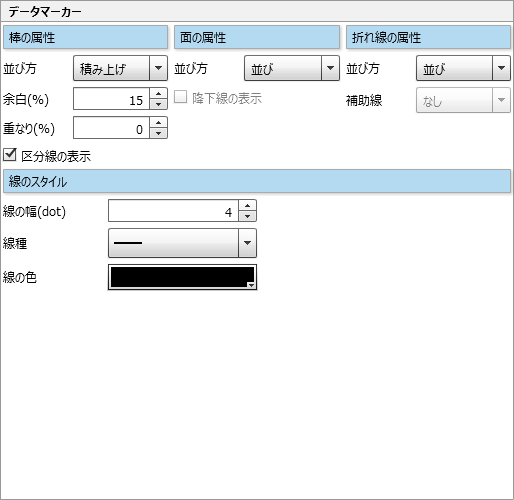 データマーカー
棒の属性
並び方 積み上げ
余白(%) 15
重なり(%) 0
区分線の表示
面の属性
並び方 並び
降下線の表示
折れ線の属性
並び方 並び
補助線 なし
線のスタイル
線の幅(dot) 4
線種
線の色